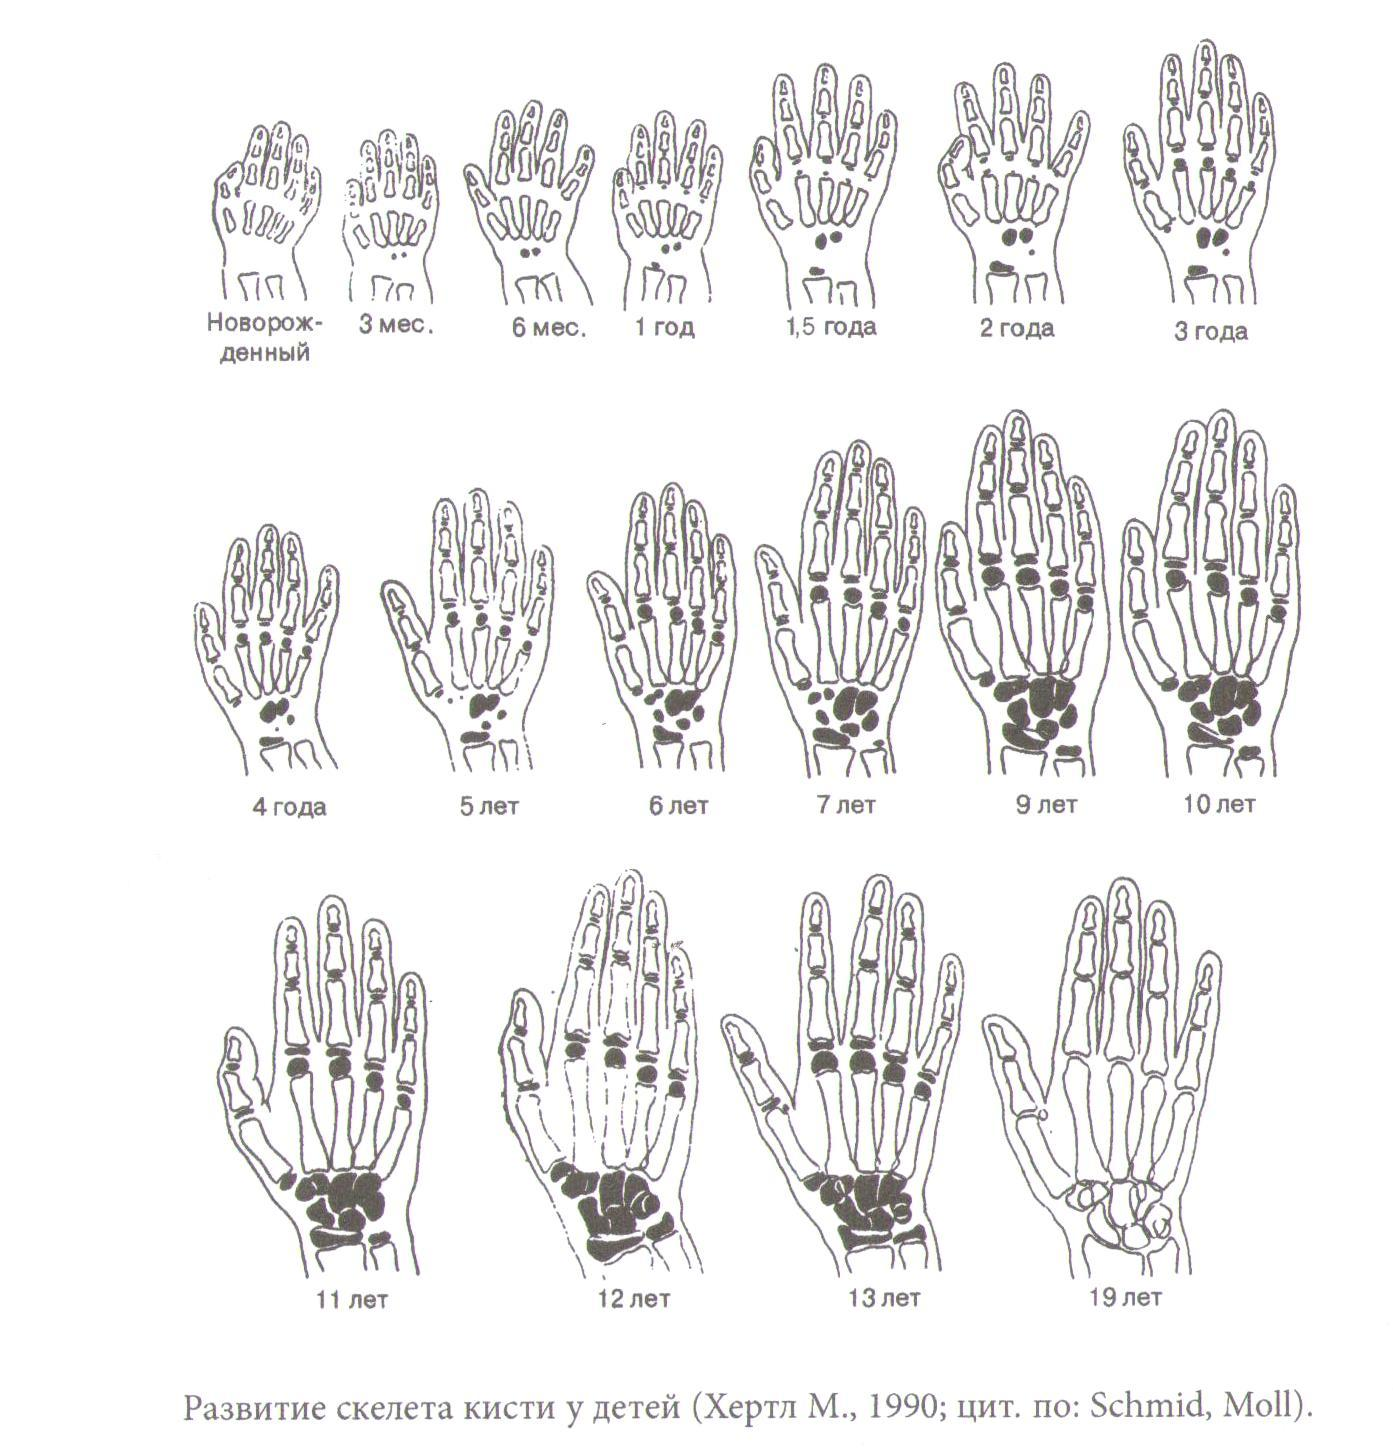 Новорож-
денный
3 мес.
6 мес.
1 год
1,5 года
2 года
3 года
4 года
5 лет
6 лет
7 лет
9 лет
10 лет
11 лет
12 лет
13 лет
19 лет
Развитие скелета кисти у детей (Хертл М., 1990; цит. по: Schmid, Moll).